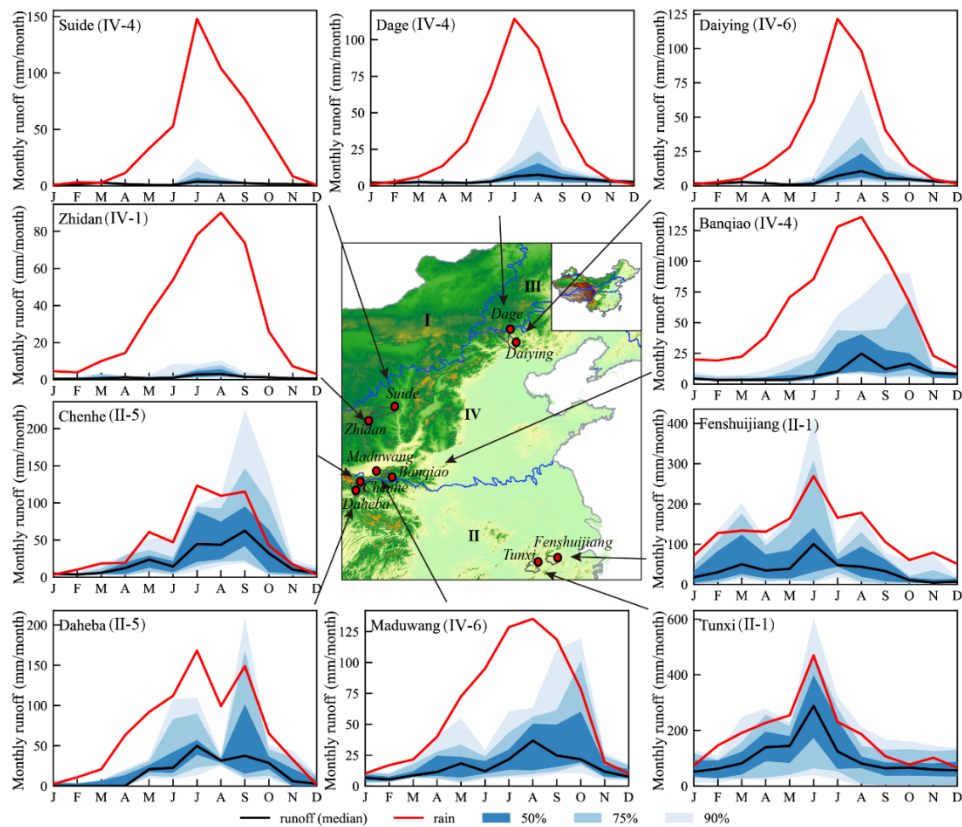 Suide (IV-4)
Monthly runoff (mm/month)
150
100
50
0
J F M A M J J A S O N D
Dage (IV-4)
Monthly runoff (mm/month)
100
75
50
25
0
J F M A M J J A S O N D
Daiying (IV-6)
Monthly runoff (mm/month)
125
100
75
50
25
0
J F M A M J J A S O N D
Zhidan (IV-1)
Monthly runoff (mm/month)
80
60
40
20
0
J F M A M J J A S O N D
I
III
Dage
Daiying
Suide
Zhidan
IV
Maduwang
Banqiao
Chenhe
Daheba
II
Fenshuijiang
Tunxi
Banqiao (IV-4)
Monthly runoff (mm/month)
125
100
75
50
25
0
J F M A M J J A S O N D
Chenhe (II-5)
Monthly runoff (mm/month)
200
150
100
50
0
J F M A M J J A S O N D
Fenshuijiang (II-1)
Monthly runoff (mm/month)
400
300
200
100
0
J F M A M J J A S O N D
Daheba (II-5)
Monthly runoff (mm/month)
200
150
100
50
0
J F M A M J J A S O N D
Maduwang (IV-6)
Monthly runoff (mm/month)
125
100
75
50
25
0
J F M A M J J A S O N D
Tunxi (II-1)
Monthly runoff (mm/month)
600
400
200
0
J F M A M J J A S O N D
runoff (median) rain 50% 75% 90%